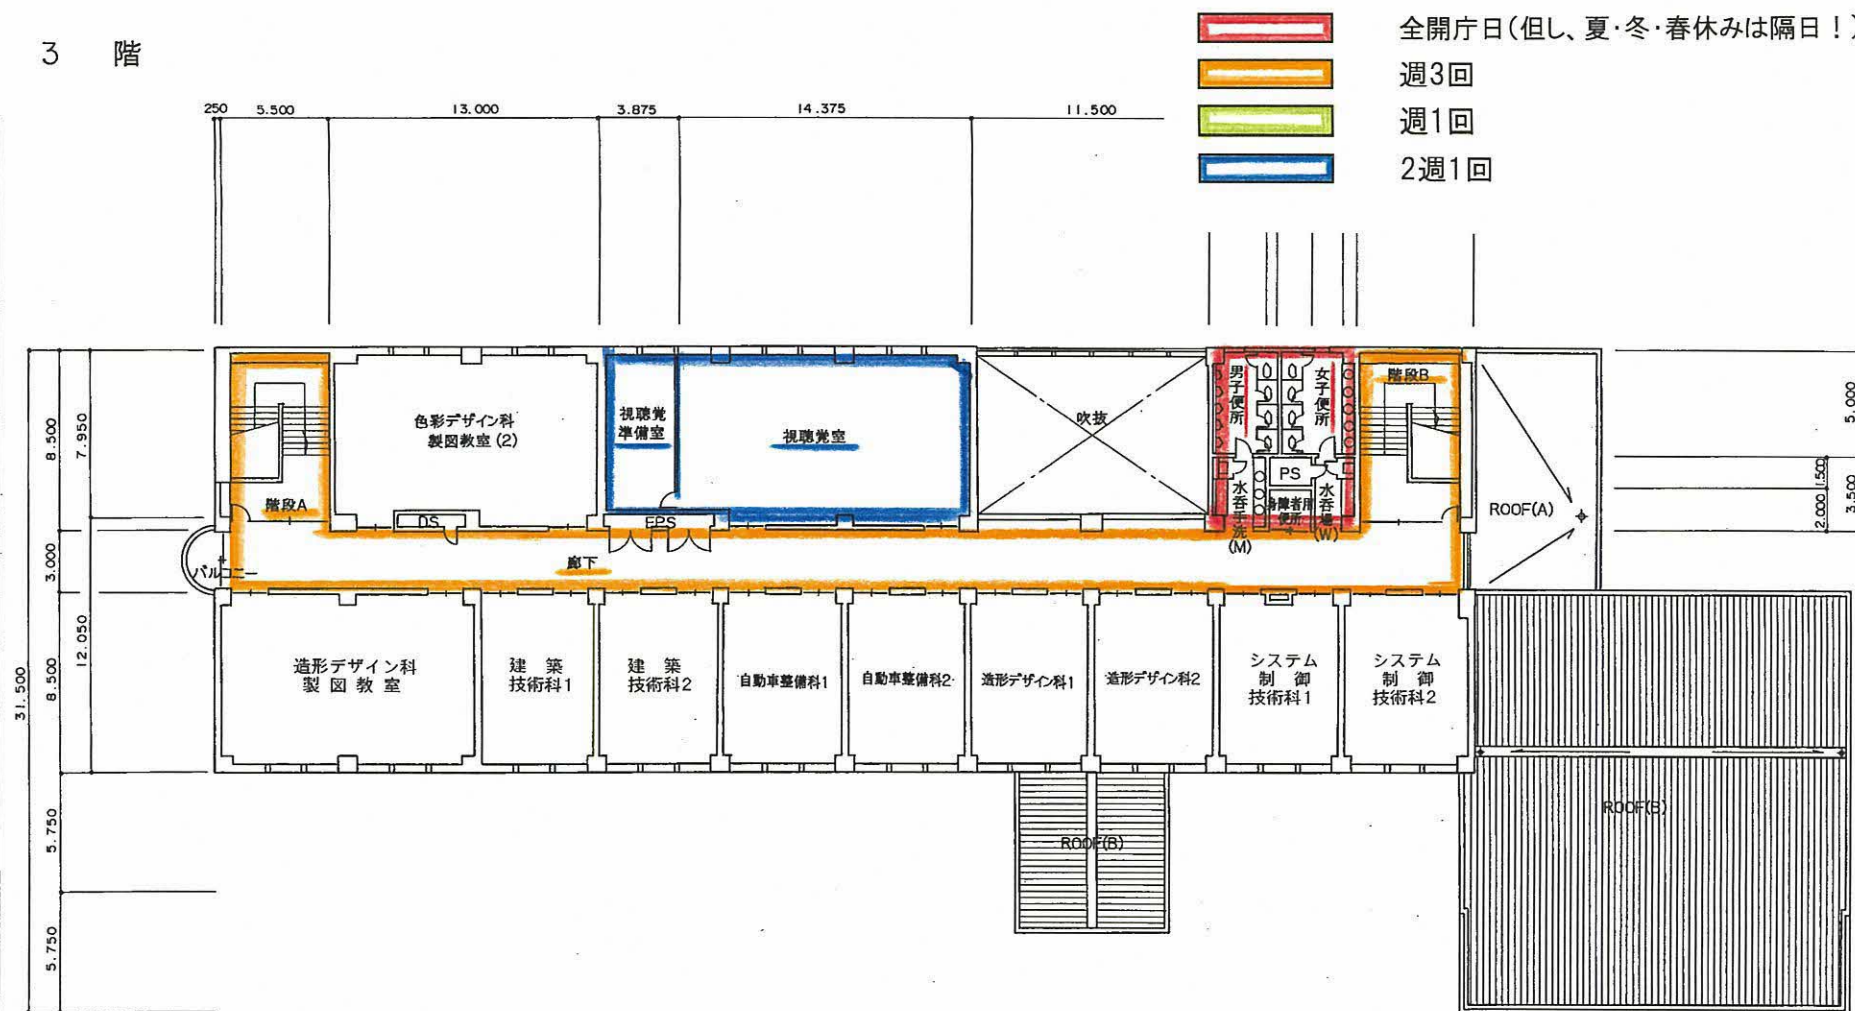 3 階
全開庁日(但し、夏・冬・春休みは隔日！)
週3回
週1回
2週1回
250 5.500 13.000 3.875 14.375 11.500
31.500
8.500
7.950
3.000
12.050
8.500
5.750
5.750
5.000
1.500
2.000
3.500
階段A
色彩デザイン科
製図教室(2)
視聴覚
準備室
視聴覚室
吹抜
男子便所
女子便所
階段B
PS
水呑手洗(M)
身障者用
便所
水呑場(W)
ROOF(A)
DS
EPS
バルコニー
廊下
造形デザイン科
製図教室
建築
技術科1
建築
技術科2
自動車整備科1
自動車整備科2
造形デザイン科1
造形デザイン科2
システム
制御
技術科1
システム
制御
技術科2
ROOF(B)
ROOF(B)